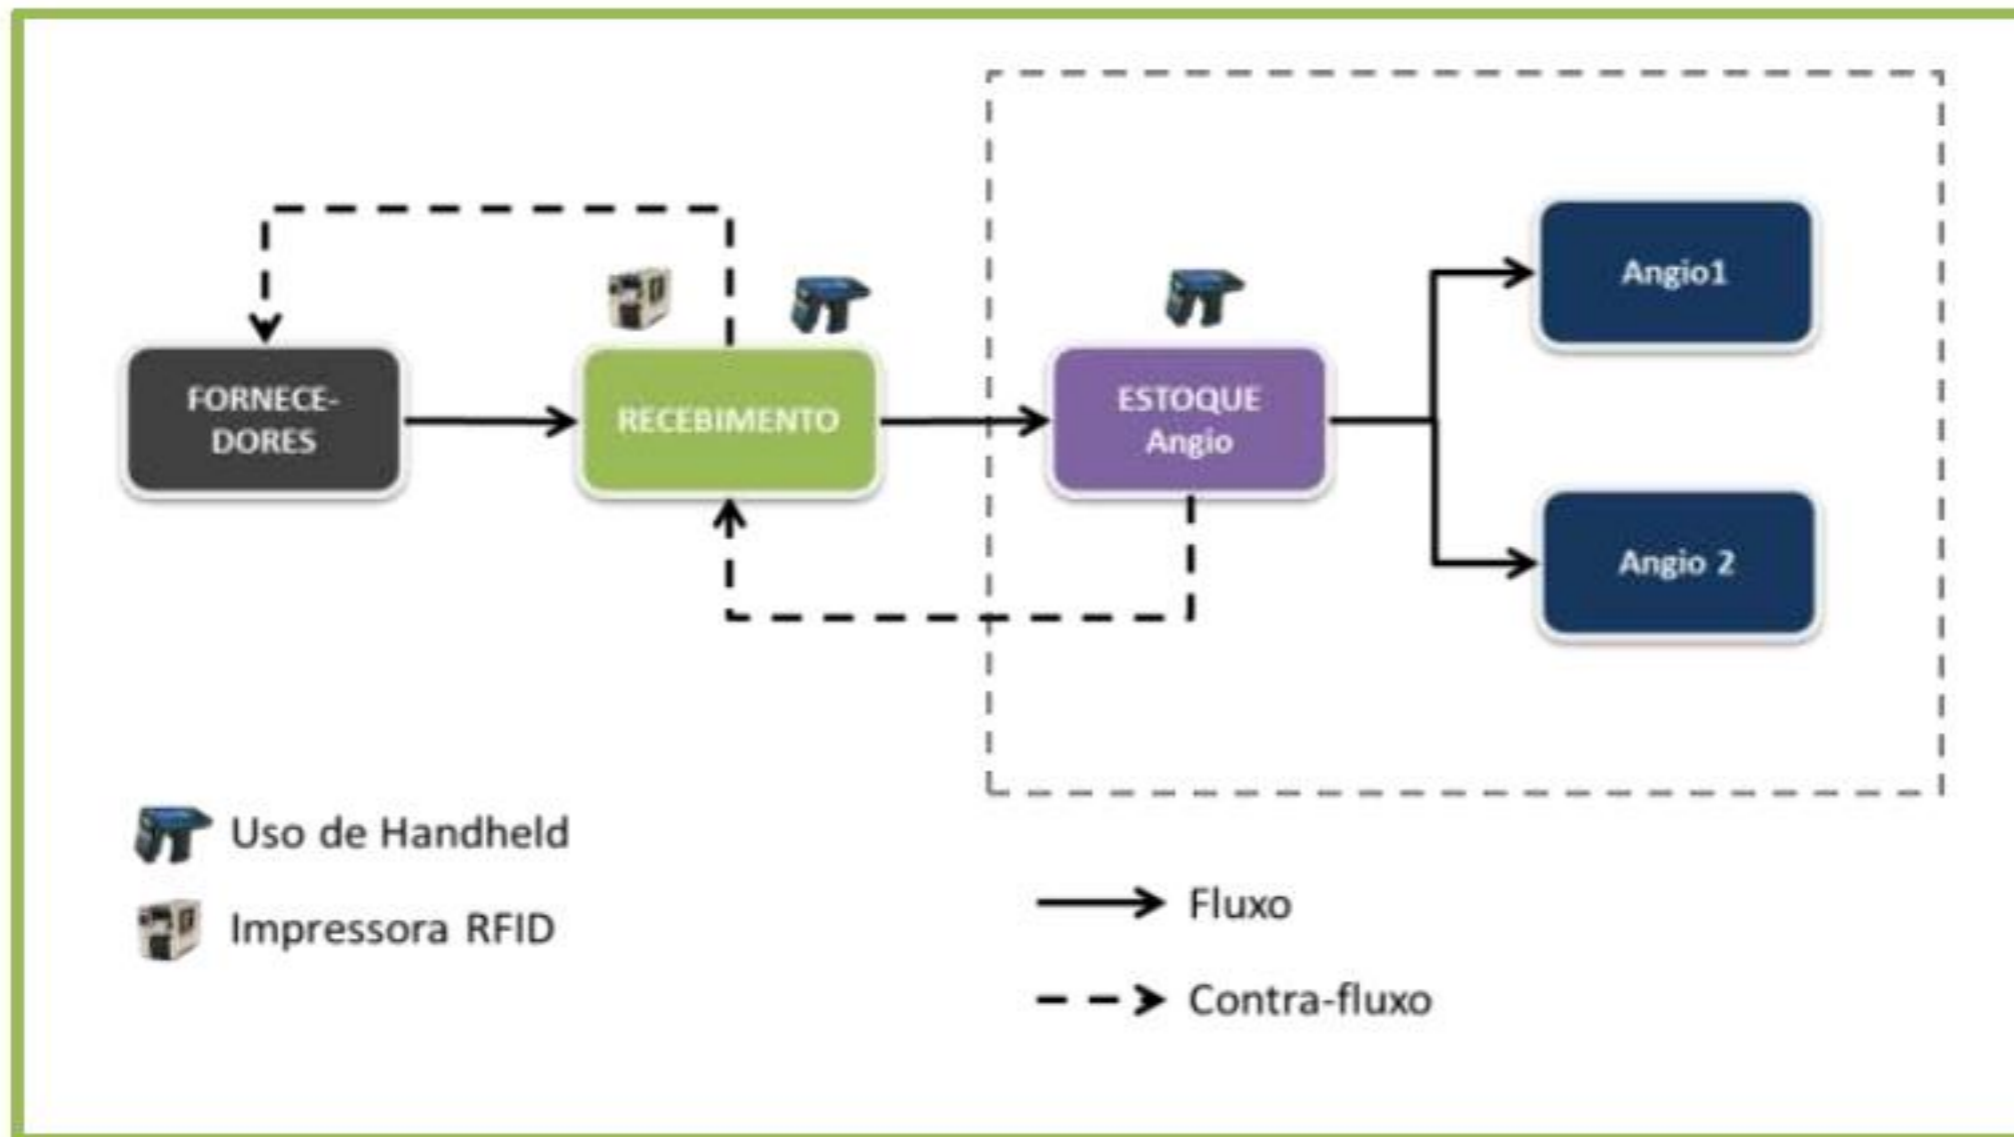 FORNECE-
DORES
RECEBIMENTO
ESTOQUE
Angio
Angio1
Angio 2
Uso de Handheld
Impressora RFID
Fluxo
Contra-fluxo